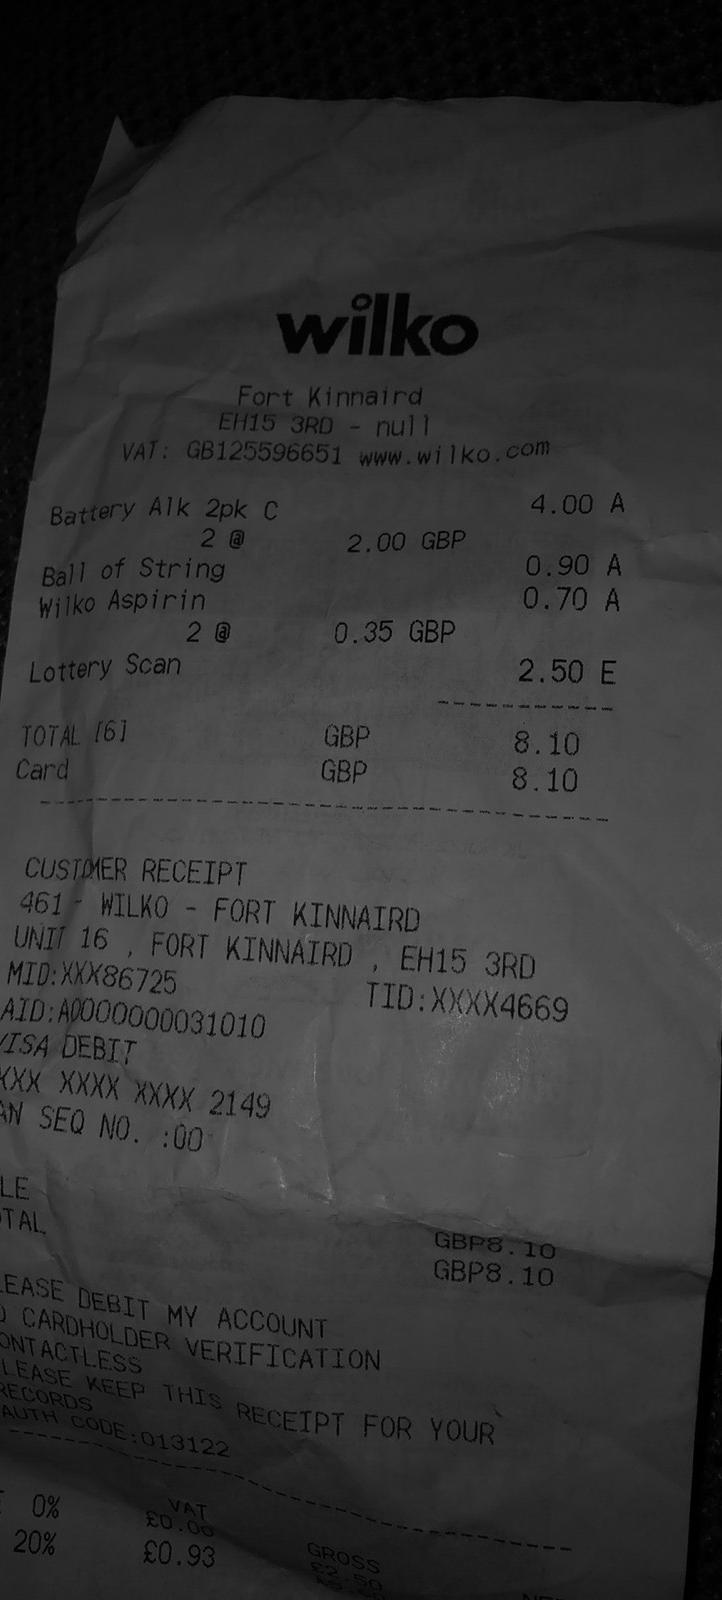 wilko
Fort Kinnaird
EH15 3RD - null
VAT: GB125596651 www.wilko.com
Battery Alk 2pk C 4.00 A
2 @ 2.00 GBP
Ball of String 0.90 A
Wilko Aspirin 0.70 A
2 @ 0.35 GBP
Lottery Scan 2.50 E
TOTAL [6] GBP 8.10
Card GBP 8.10
CUSTOMER RECEIPT
461 - WILKO - FORT KINNAIRD
UNIT 16 , FORT KINNAIRD , EH15 3RD
MID:XXX86725 TID:XXXX4669
AID:A0000000031010
VISA DEBIT
XXX XXXX XXXX 2149
AN SEQ NO. :00
LE GBP8.10
OTAL GBP8.10
LEASE DEBIT MY ACCOUNT
O CARDHOLDER VERIFICATION
ONTACTLESS
LEASE KEEP THIS RECEIPT FOR YOUR
RECORDS
AUTH CODE:013122
VAT GROSS
0% £0.00 £2.50
20% £0.93